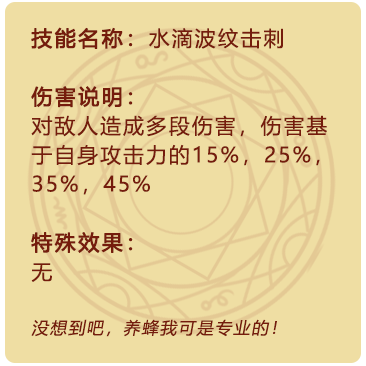 技能名称：水滴波纹击刺
伤害说明：
对敌人造成多段伤害，伤害基
于自身攻击力的15%，25%，
35%，45%
特殊效果：
无
没想到吧，养蜂我可是专业的！